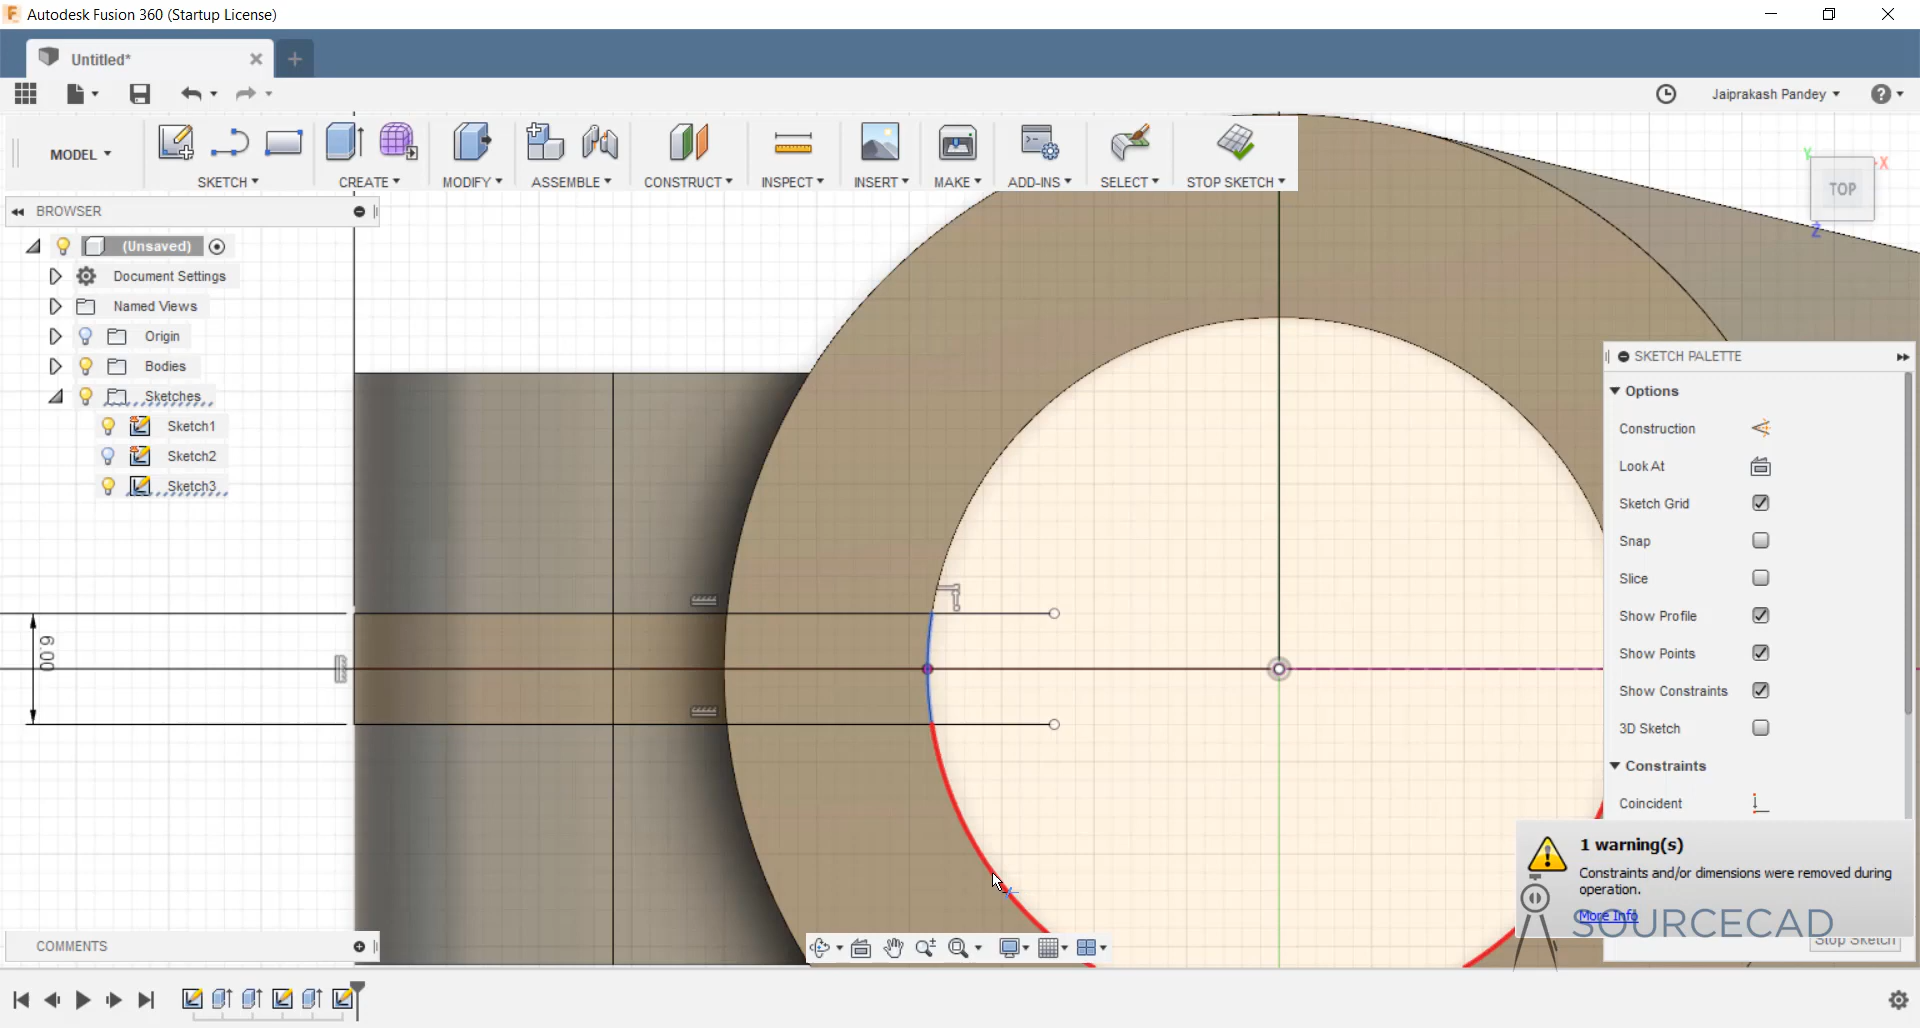 Autodesk Fusion 360 (Startup License)
Untitled*
Jaiprakash Pandey
MODEL
SKETCH
CREATE
MODIFY
ASSEMBLE
CONSTRUCT
INSPECT
INSERT
MAKE
ADD-INS
SELECT
STOP SKETCH
Y
X
TOP
Z
BROWSER
(Unsaved)
Document Settings
Named Views
Origin
Bodies
Sketches
Sketch1
Sketch2
Sketch3
6.00
SKETCH PALETTE
Options
Construction
Look At
Sketch Grid
Snap
Slice
Show Profile
Show Points
Show Constraints
3D Sketch
Constraints
Coincident
1 warning(s)
Constraints and/or dimensions were removed during
operation.
More Info
SOURCECAD
Stop Sketch
COMMENTS